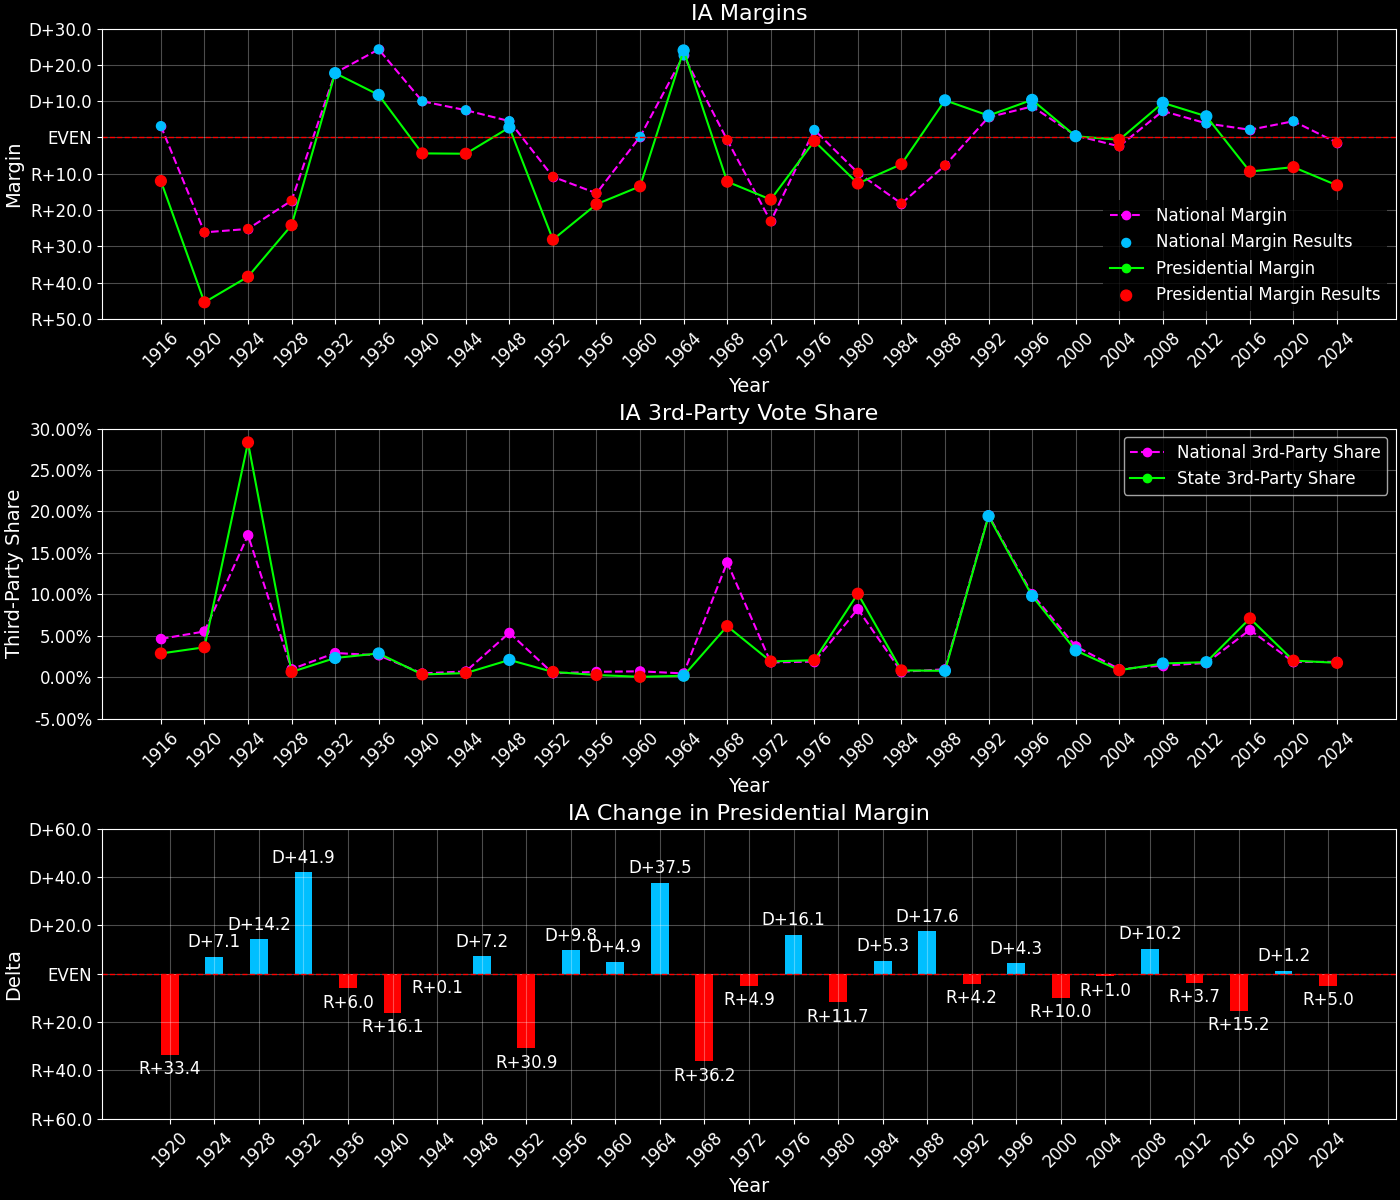 IA Margins
Margin
D+30.0
D+20.0
D+10.0
EVEN
R+10.0
R+20.0
R+30.0
R+40.0
R+50.0
National Margin
National Margin Results
Presidential Margin
Presidential Margin Results
1916 1920 1924 1928 1932 1936 1940 1944 1948 1952 1956 1960 1964 1968 1972 1976 1980 1984 1988 1992 1996 2000 2004 2008 2012 2016 2020 2024
Year
IA 3rd-Party Vote Share
Third-Party Share
30.00%
25.00%
20.00%
15.00%
10.00%
5.00%
0.00%
-5.00%
National 3rd-Party Share
State 3rd-Party Share
1916 1920 1924 1928 1932 1936 1940 1944 1948 1952 1956 1960 1964 1968 1972 1976 1980 1984 1988 1992 1996 2000 2004 2008 2012 2016 2020 2024
Year
IA Change in Presidential Margin
Delta
D+60.0
D+40.0
D+20.0
EVEN
R+20.0
R+40.0
R+60.0
R+33.4
D+7.1
D+14.2
D+41.9
R+6.0
R+16.1
R+0.1
D+7.2
R+30.9
D+9.8
D+4.9
D+37.5
R+36.2
R+4.9
D+16.1
R+11.7
D+5.3
D+17.6
R+4.2
D+4.3
R+10.0
R+1.0
D+10.2
R+3.7
R+15.2
D+1.2
R+5.0
1920 1924 1928 1932 1936 1940 1944 1948 1952 1956 1960 1964 1968 1972 1976 1980 1984 1988 1992 1996 2000 2004 2008 2012 2016 2020 2024
Year